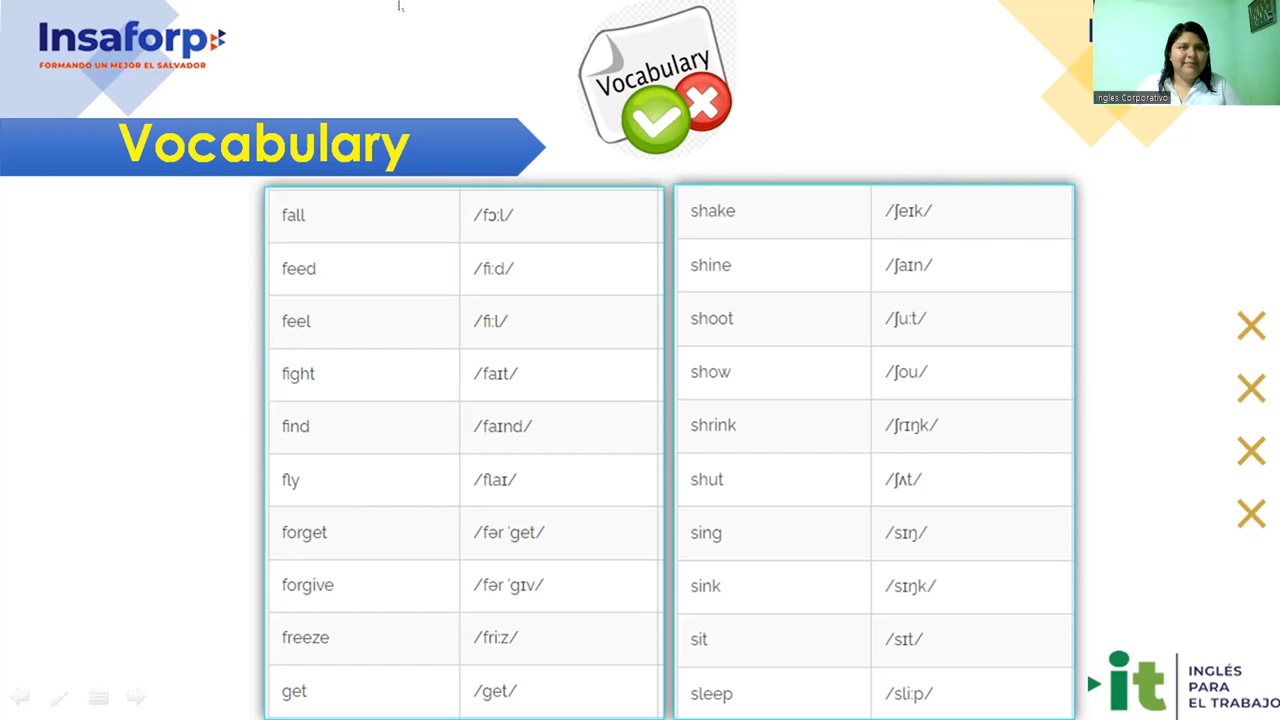 Insaforp
FORMANDO UN MEJOR EL SALVADOR
Vocabulary
Ingles Corporativo
Vocabulary
fall /fɔːl/
feed /fiːd/
feel /fiːl/
fight /faɪt/
find /faɪnd/
fly /flaɪ/
forget /fər ˈget/
forgive /fər ˈgɪv/
freeze /friːz/
get /get/
shake /ʃeɪk/
shine /ʃaɪn/
shoot /ʃuːt/
show /ʃou/
shrink /ʃrɪŋk/
shut /ʃʌt/
sing /sɪŋ/
sink /sɪŋk/
sit /sɪt/
sleep /sliːp/
it
INGLÉS
PARA
EL TRABAJO